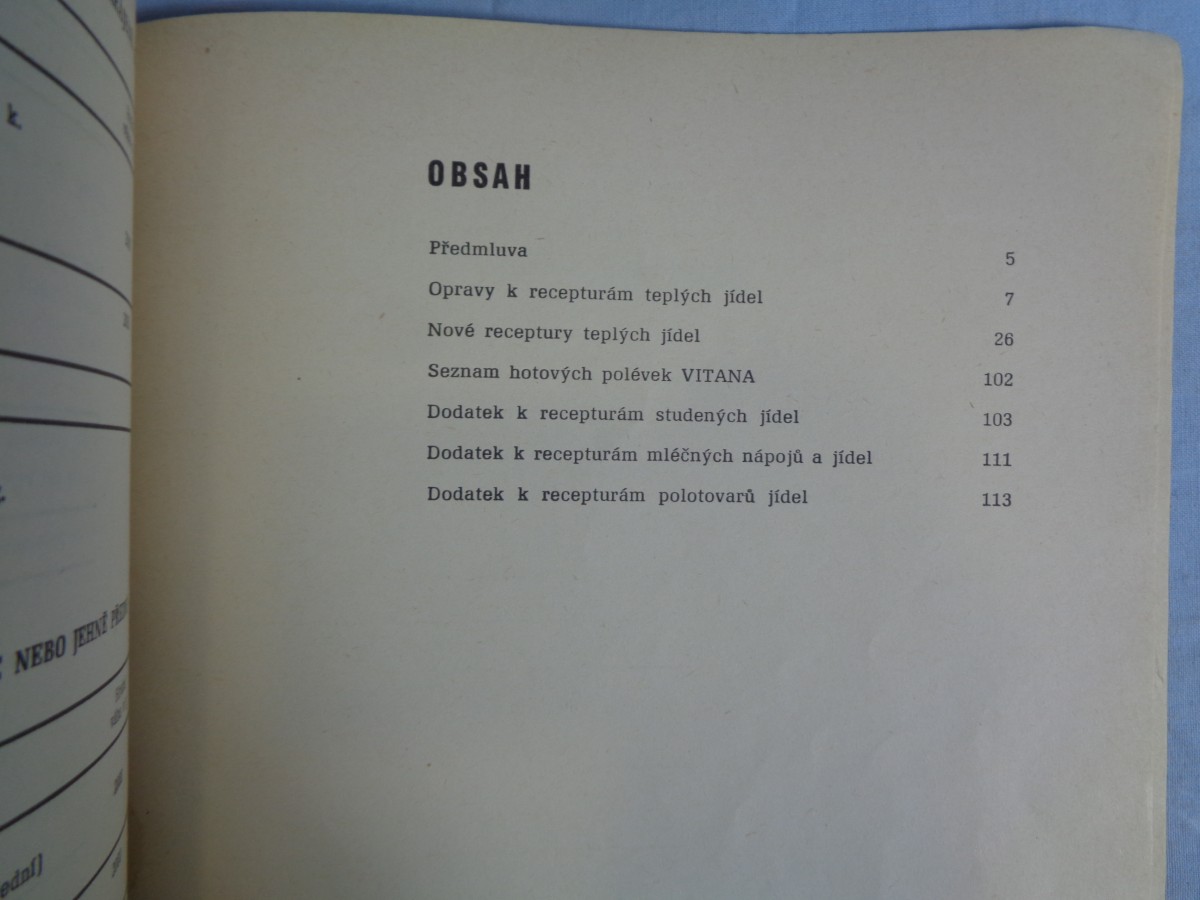 k.
NEBO JEHNĚ
ední)
OBSAH
Předmluva 5
Opravy k recepturám teplých jídel 7
Nové receptury teplých jídel 26
Seznam hotových polévek VITANA 102
Dodatek k recepturám studených jídel 103
Dodatek k recepturám mléčných nápojů a jídel 111
Dodatek k recepturám polotovarů jídel 113